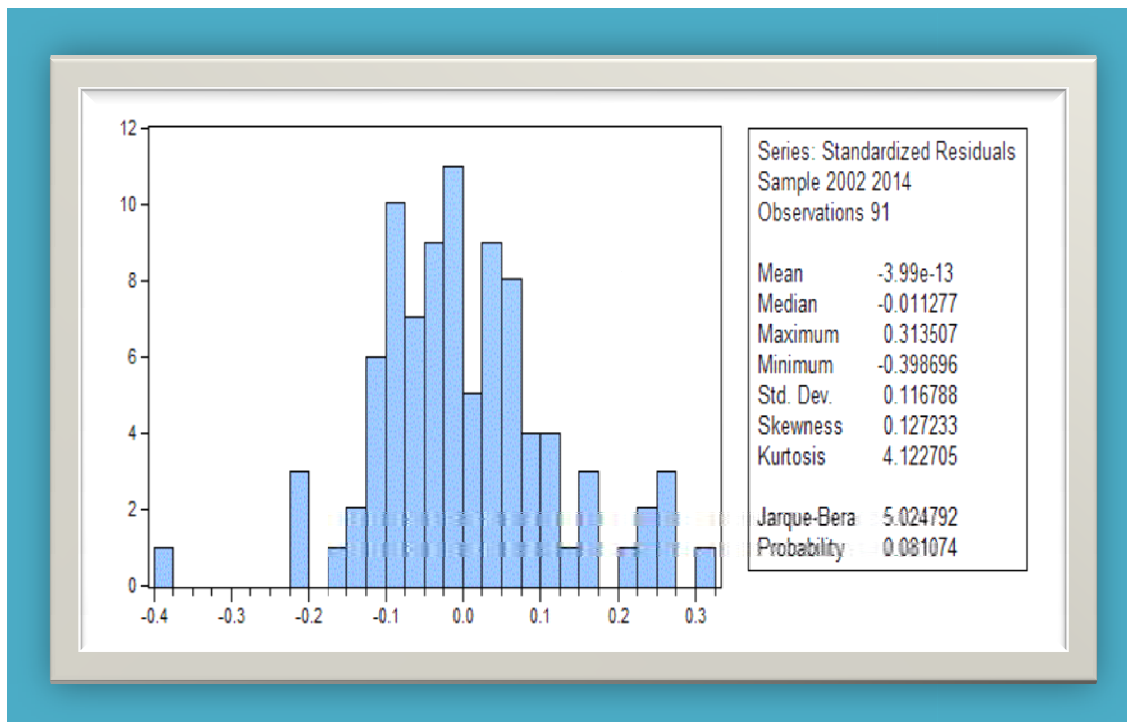 12
10
8
6
4
2
0
-0.4 -0.3 -0.2 -0.1 0.0 0.1 0.2 0.3
Series: Standardized Residuals
Sample 2002 2014
Observations 91
Mean -3.99e-13
Median -0.011277
Maximum 0.313507
Minimum -0.398696
Std. Dev. 0.116788
Skewness 0.127233
Kurtosis 4.122705
Jarque-Bera 5.024792
Probability 0.081074